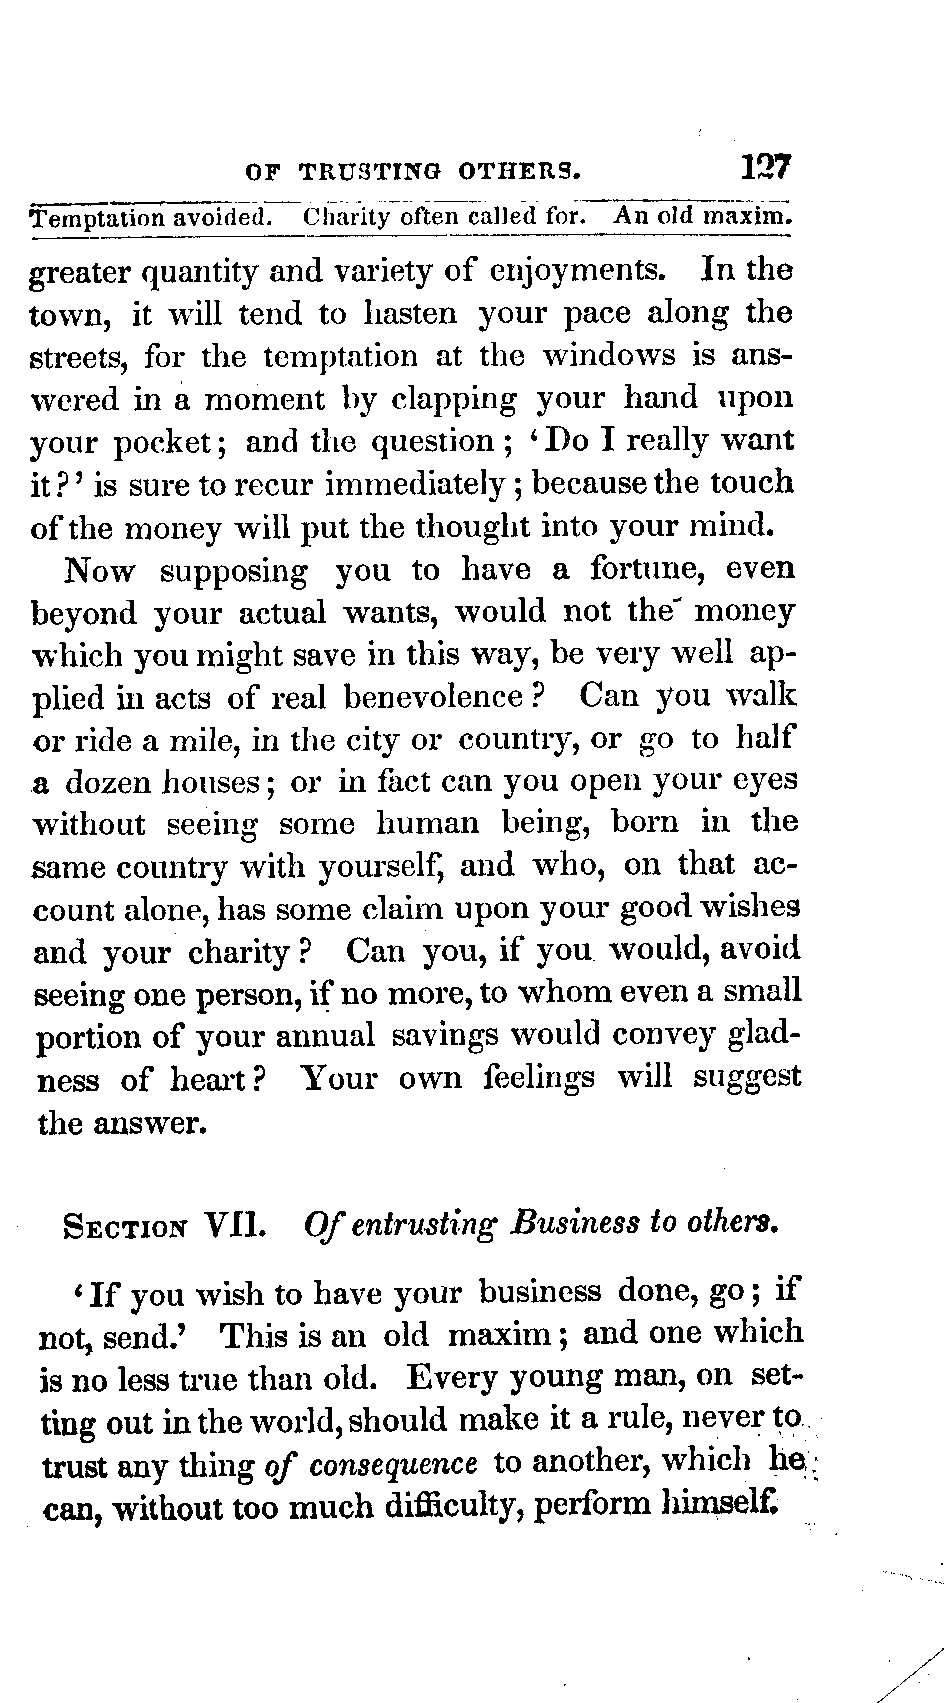 OF TRUSTING OTHERS. 127
Temptation avoided. Charity often called for. An old maxim.
greater quantity and variety of enjoyments. In the
town, it will tend to hasten your pace along the
streets, for the temptation at the windows is ans-
wered in a moment by clapping your hand upon
your pocket; and the question; 'Do I really want
it?' is sure to recur immediately; because the touch
of the money will put the thought into your mind.
Now supposing you to have a fortune, even
beyond your actual wants, would not the money
which you might save in this way, be very well ap-
plied in acts of real benevolence? Can you walk
or ride a mile, in the city or country, or go to half
a dozen houses; or in fact can you open your eyes
without seeing some human being, born in the
same country with yourself, and who, on that ac-
count alone, has some claim upon your good wishes
and your charity? Can you, if you would, avoid
seeing one person, if no more, to whom even a small
portion of your annual savings would convey glad-
ness of heart? Your own feelings will suggest
the answer.
SECTION VII. Of entrusting Business to others.
'If you wish to have your business done, go; if
not, send.' This is an old maxim; and one which
is no less true than old. Every young man, on set-
ting out in the world, should make it a rule, never to
trust any thing of consequence to another, which he
can, without too much difficulty, perform himself.